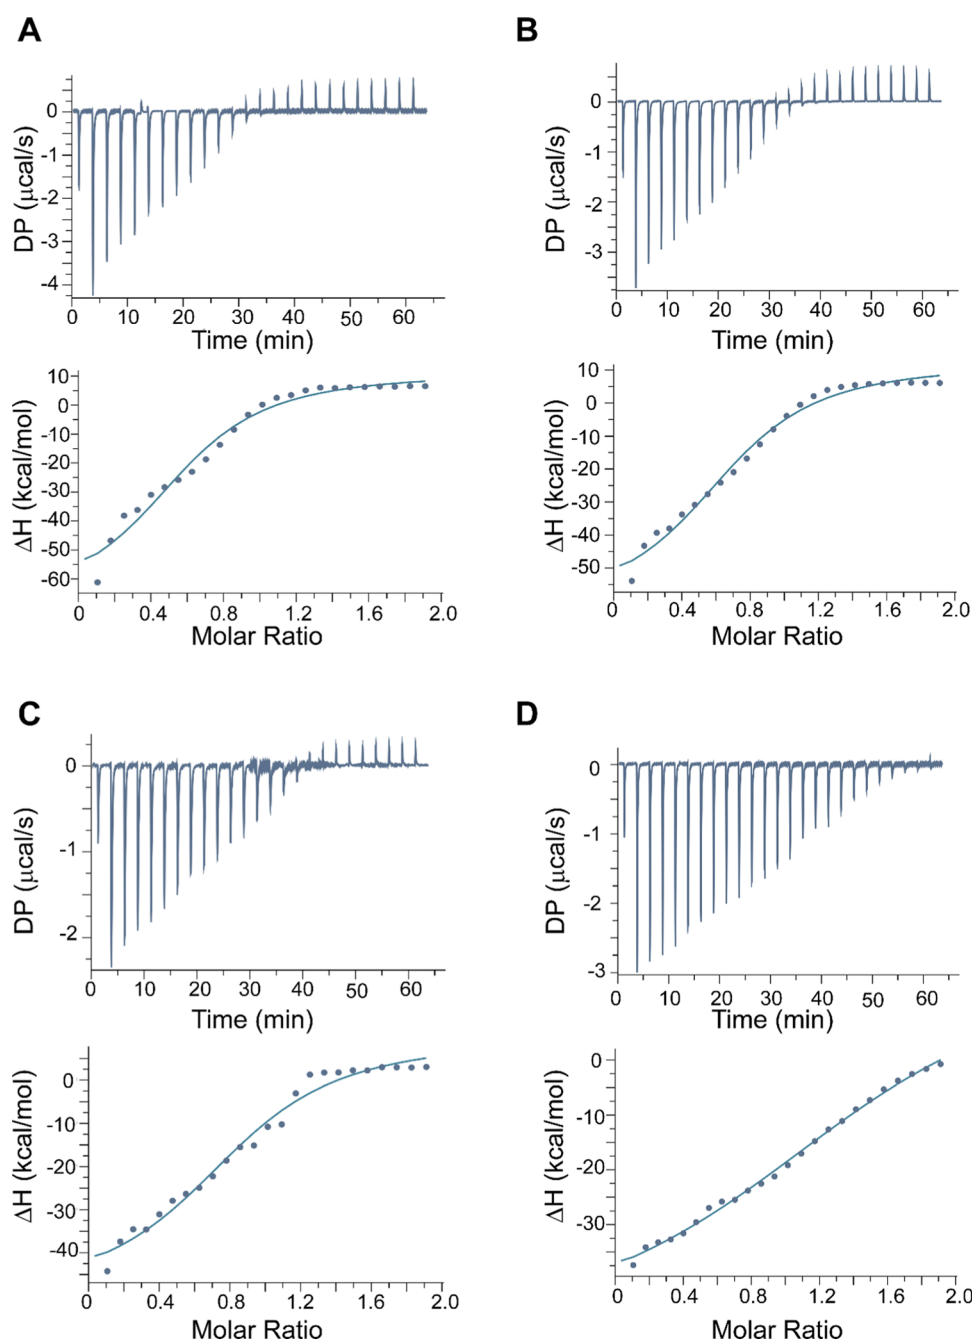 A
0
-1
-2
-3
-4
DP (μcal/s)
0 10 20 30 40 50 60
Time (min)
10
0
-10
-20
-30
-40
-50
-60
ΔH (kcal/mol)
0 0.4 0.8 1.2 1.6 2.0
Molar Ratio
B
0
-1
-2
-3
DP (μcal/s)
0 10 20 30 40 50 60
Time (min)
10
0
-10
-20
-30
-40
-50
ΔH (kcal/mol)
0 0.4 0.8 1.2 1.6 2.0
Molar Ratio
C
0
-1
-2
DP (μcal/s)
0 10 20 30 40 50 60
Time (min)
0
-10
-20
-30
-40
ΔH (kcal/mol)
0 0.4 0.8 1.2 1.6 2.0
Molar Ratio
D
0
-1
-2
-3
DP (μcal/s)
0 10 20 30 40 50 60
Time (min)
0
-10
-20
-30
ΔH (kcal/mol)
0 0.4 0.8 1.2 1.6 2.0
Molar Ratio